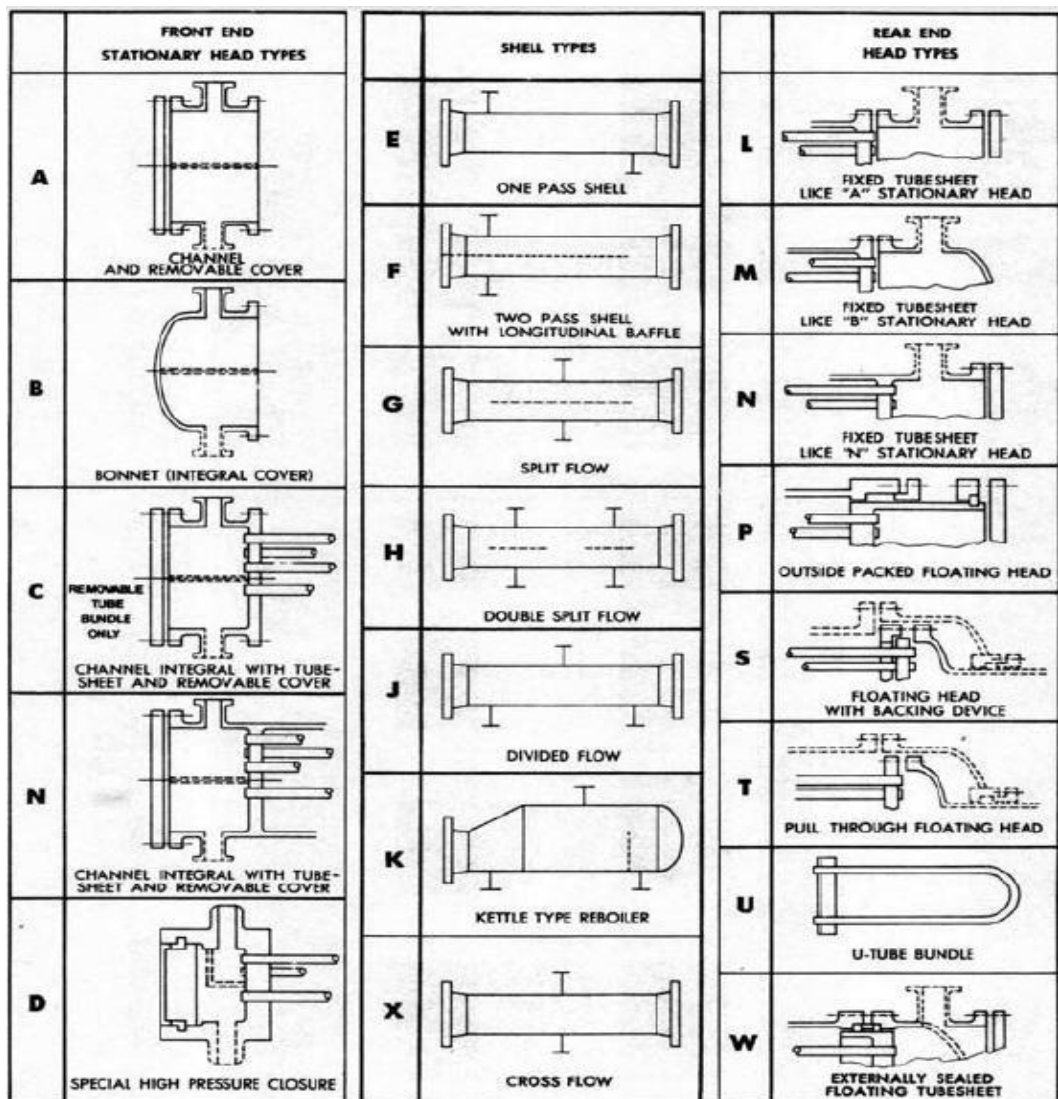 FRONT END
STATIONARY HEAD TYPES
A
CHANNEL
AND REMOVABLE COVER
B
BONNET (INTEGRAL COVER)
C
REMOVABLE
TUBE
BUNDLE
ONLY
CHANNEL INTEGRAL WITH TUBE-
SHEET AND REMOVABLE COVER
N
CHANNEL INTEGRAL WITH TUBE-
SHEET AND REMOVABLE COVER
D
SPECIAL HIGH PRESSURE CLOSURE
SHELL TYPES
E
ONE PASS SHELL
F
TWO PASS SHELL
WITH LONGITUDINAL BAFFLE
G
SPLIT FLOW
H
DOUBLE SPLIT FLOW
J
DIVIDED FLOW
K
KETTLE TYPE REBOILER
X
CROSS FLOW
REAR END
HEAD TYPES
L
FIXED TUBESHEET
LIKE "A" STATIONARY HEAD
M
FIXED TUBESHEET
LIKE "B" STATIONARY HEAD
N
FIXED TUBESHEET
LIKE "N" STATIONARY HEAD
P
OUTSIDE PACKED FLOATING HEAD
S
FLOATING HEAD
WITH BACKING DEVICE
T
PULL THROUGH FLOATING HEAD
U
U-TUBE BUNDLE
W
EXTERNALLY SEALED
FLOATING TUBESHEET